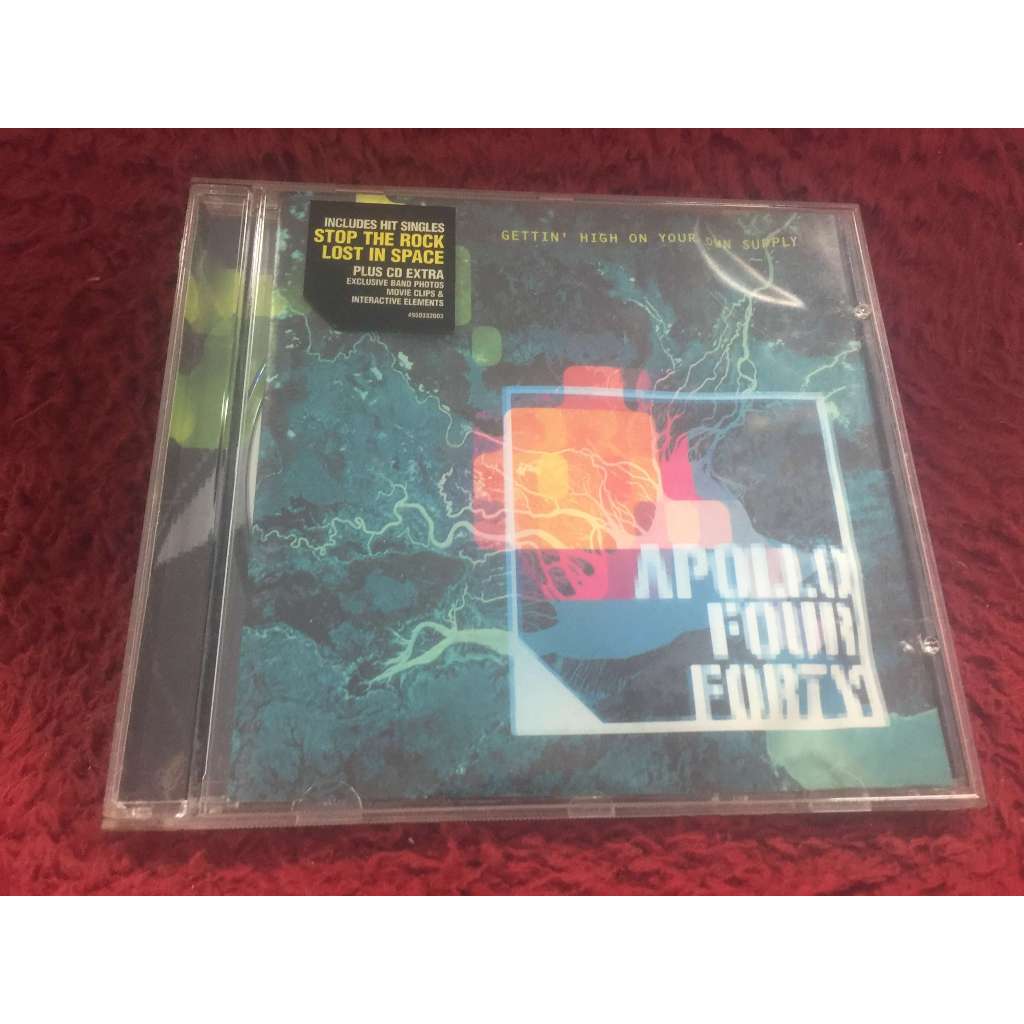 INCLUDES HIT SINGLES
STOP THE ROCK
LOST IN SPACE
PLUS CD EXTRA
EXCLUSIVE BAND PHOTOS
MOVIE CLIPS &
INTERACTIVE ELEMENTS
GETTIN' HIGH ON YOUR OWN SUPPLY
APOLLO
FOUR
FORTY